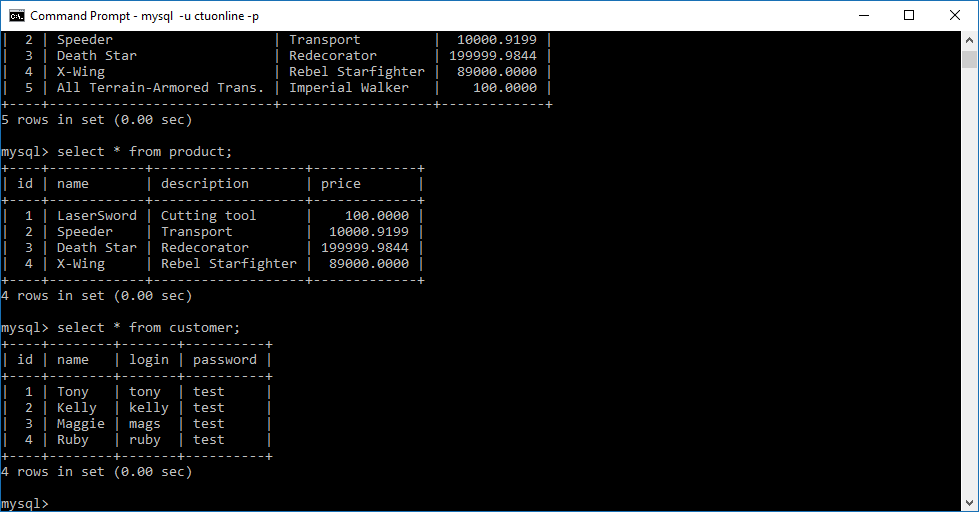 Command Prompt - mysql  -u ctuonline -p
|  2 | Speeder                    | Transport         |  10000.9199 |
|  3 | Death Star                 | Redecorator       | 199999.9844 |
|  4 | X-Wing                     | Rebel Starfighter |  89000.0000 |
|  5 | All Terrain-Armored Trans. | Imperial Walker   |    100.0000 |
+----+----------------------------+-------------------+-------------+
5 rows in set (0.00 sec)

mysql> select * from product;
+----+------------+-------------------+-------------+
| id | name       | description       | price       |
+----+------------+-------------------+-------------+
|  1 | LaserSword | Cutting tool      |    100.0000 |
|  2 | Speeder    | Transport         |  10000.9199 |
|  3 | Death Star | Redecorator       | 199999.9844 |
|  4 | X-Wing     | Rebel Starfighter |  89000.0000 |
+----+------------+-------------------+-------------+
4 rows in set (0.00 sec)

mysql> select * from customer;
+----+--------+-------+----------+
| id | name   | login | password |
+----+--------+-------+----------+
|  1 | Tony   | tony  | test     |
|  2 | Kelly  | kelly | test     |
|  3 | Maggie | mags  | test     |
|  4 | Ruby   | ruby  | test     |
+----+--------+-------+----------+
4 rows in set (0.00 sec)

mysql>